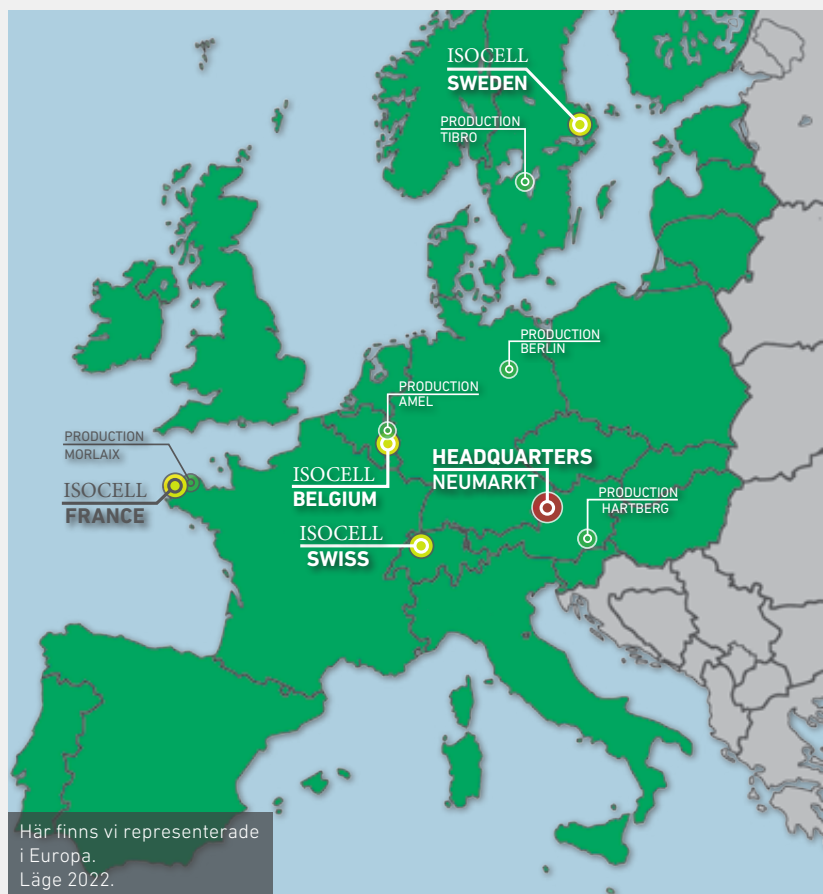 ISOCELL
SWEDEN
PRODUCTION
TIBRO
PRODUCTION
BERLIN
PRODUCTION
AMEL
PRODUCTION
MORLAIX
ISOCELL
FRANCE
ISOCELL
BELGIUM
HEADQUARTERS
NEUMARKT
PRODUCTION
HARTBERG
ISOCELL
SWISS
Här finns vi representerade
i Europa.
Läge 2022.